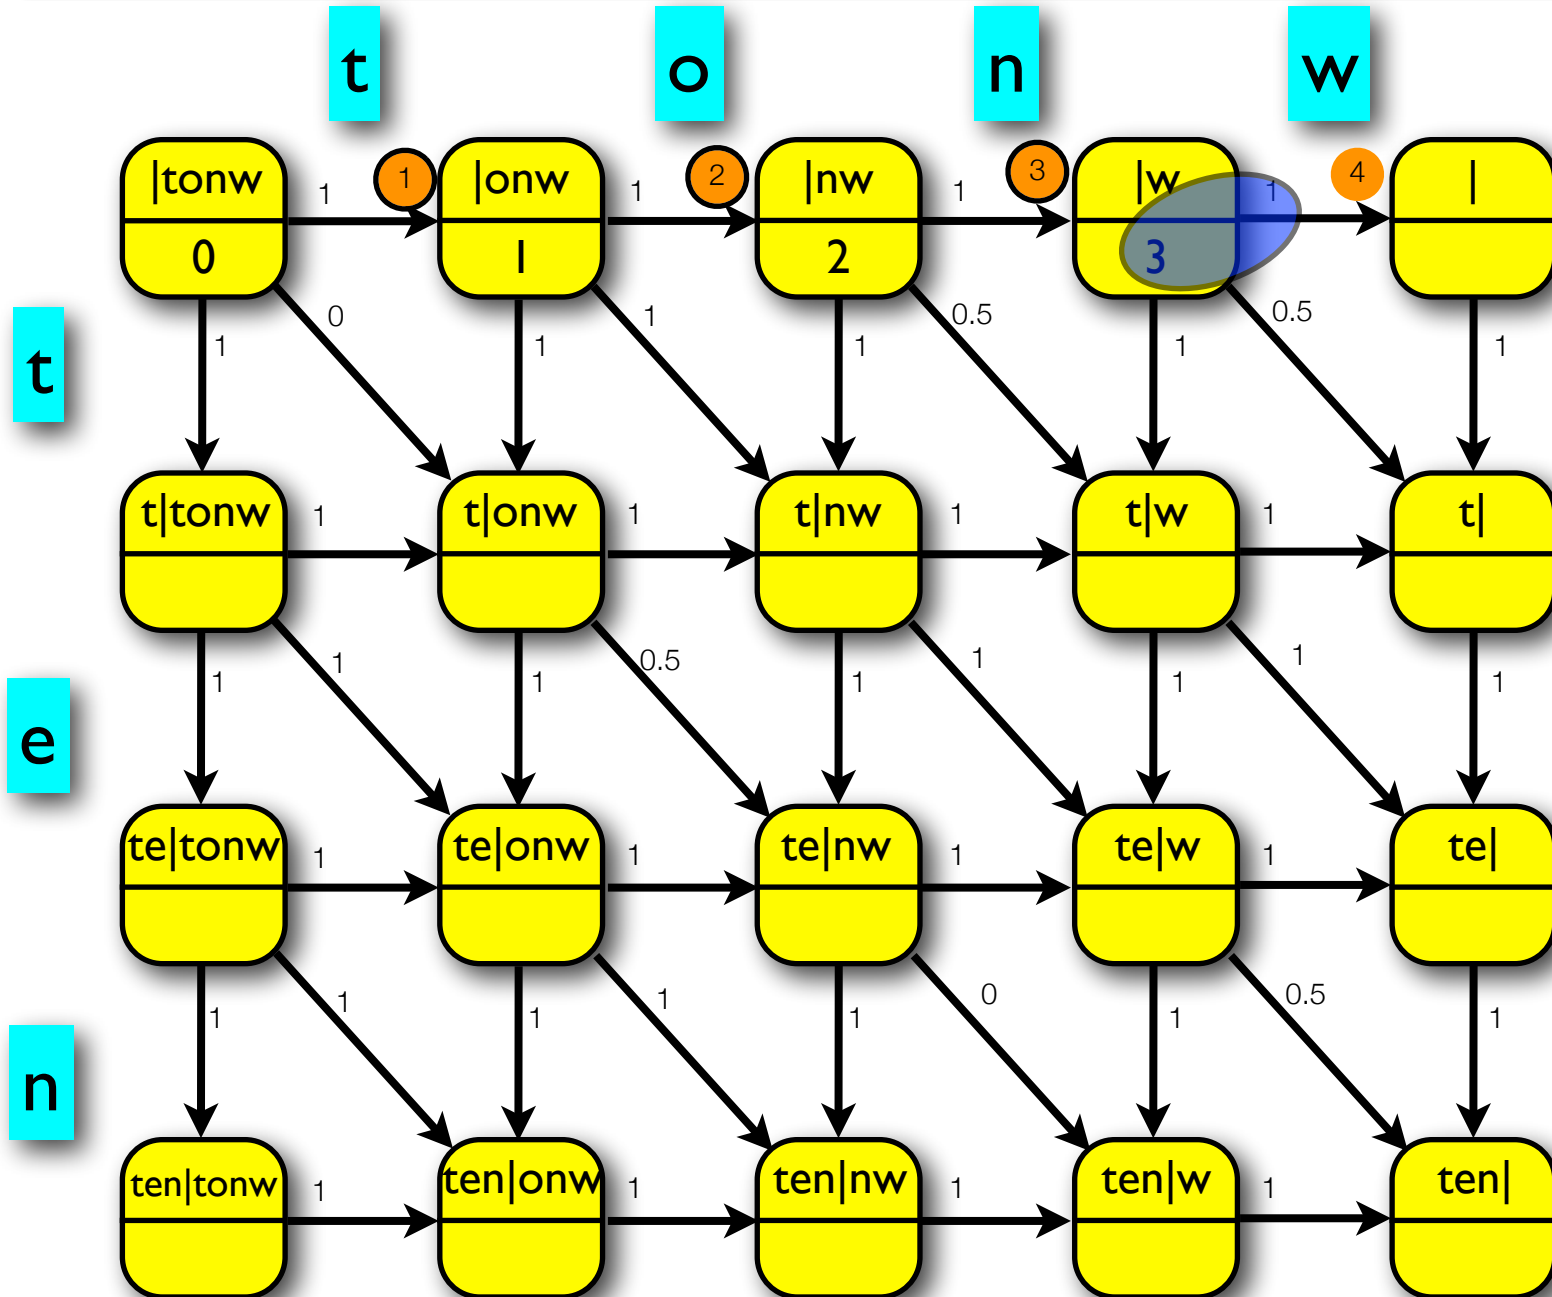 t o n w
|tonw 1 1 |onw 1 2 |nw 1 3 |w 1 4 |
0 1 2 3
t
1 0 1 1 1 0.5 1 0.5 1
t|tonw 1 t|onw 1 t|nw 1 t|w 1 t|
e
1 1 1 0.5 1 1 1 1 1
te|tonw 1 te|onw 1 te|nw 1 te|w 1 te|
n
1 1 1 1 1 0 1 0.5 1
ten|tonw 1 ten|onw 1 ten|nw 1 ten|w 1 ten|